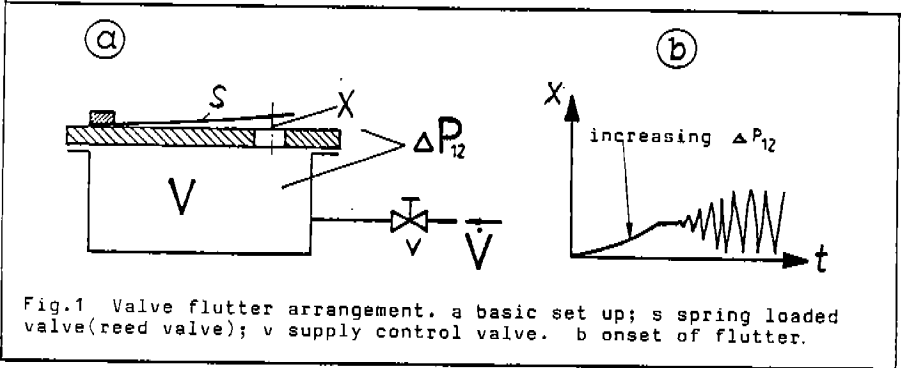 a
b
S
X
ΔP12
V
v
V̇
X
increasing ΔP12
t
Fig.1 Valve flutter arrangement. a basic set up; s spring loaded
valve(reed valve); v supply control valve. b onset of flutter.